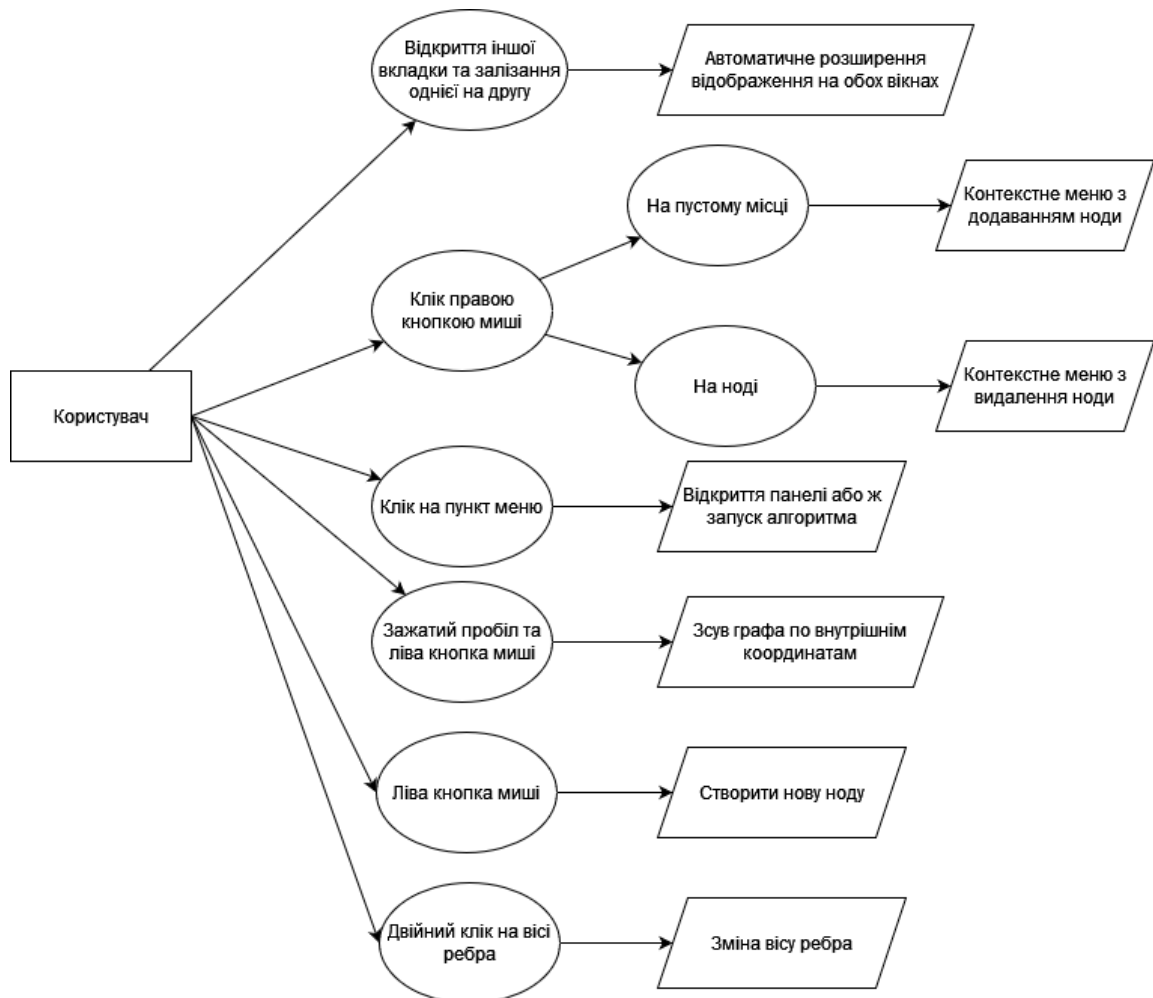 Відкриття іншої
вкладки та залізання
однієї на другу
Автоматичне розширення
відображення на обох вікнах
На пустому місці
Контекстне меню з
додаванням ноди
Клік правою
кнопкою миші
На ноді
Контекстне меню з
видалення ноди
Користувач
Клік на пункт меню
Відкриття панелі або ж
запуск алгоритма
Зажатий пробіл та
ліва кнопка миші
Зсув графа по внутрішнім
координатам
Ліва кнопка миші
Створити нову ноду
Двійний клік на вісі
ребра
Зміна вісу ребра